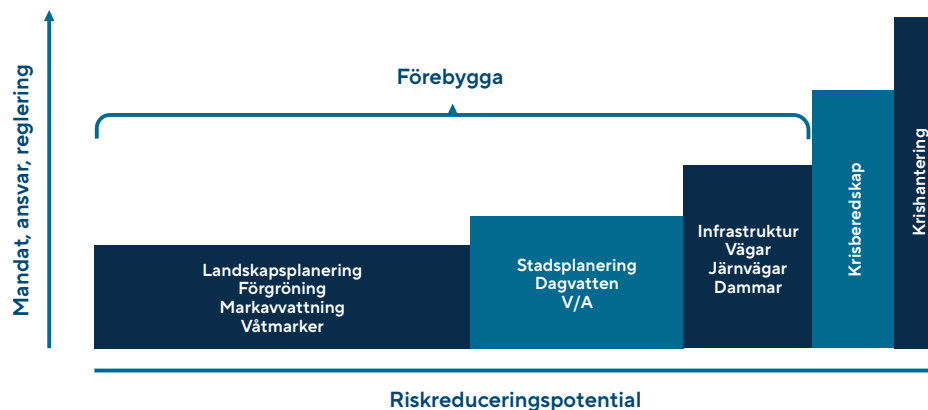 Mandat, ansvar, reglering
Förebygga
Landskapsplanering
Förgröning
Markavvattning
Våtmarker
Stadsplanering
Dagvatten
V/A
Infrastruktur
Vägar
Järnvägar
Dammar
Krisberedskap
Krishantering
Riskreduceringspotential